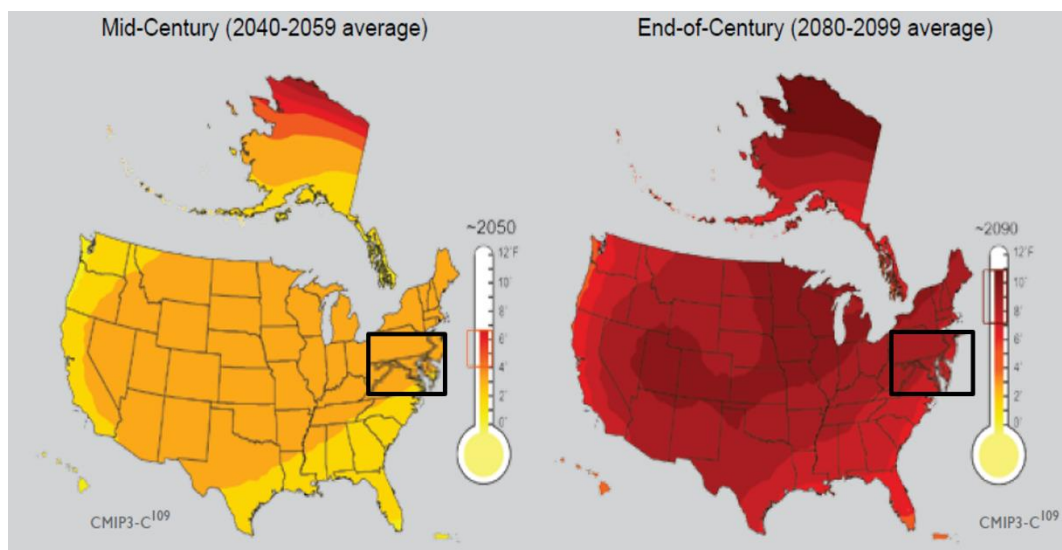 Mid-Century (2040-2059 average)
End-of-Century (2080-2099 average)
~2050
12°F
10°
8°
6°
4°
2°
0°
~2090
12°F
10°
8°
6°
4°
2°
0°
CMIP3-C109
CMIP3-C109